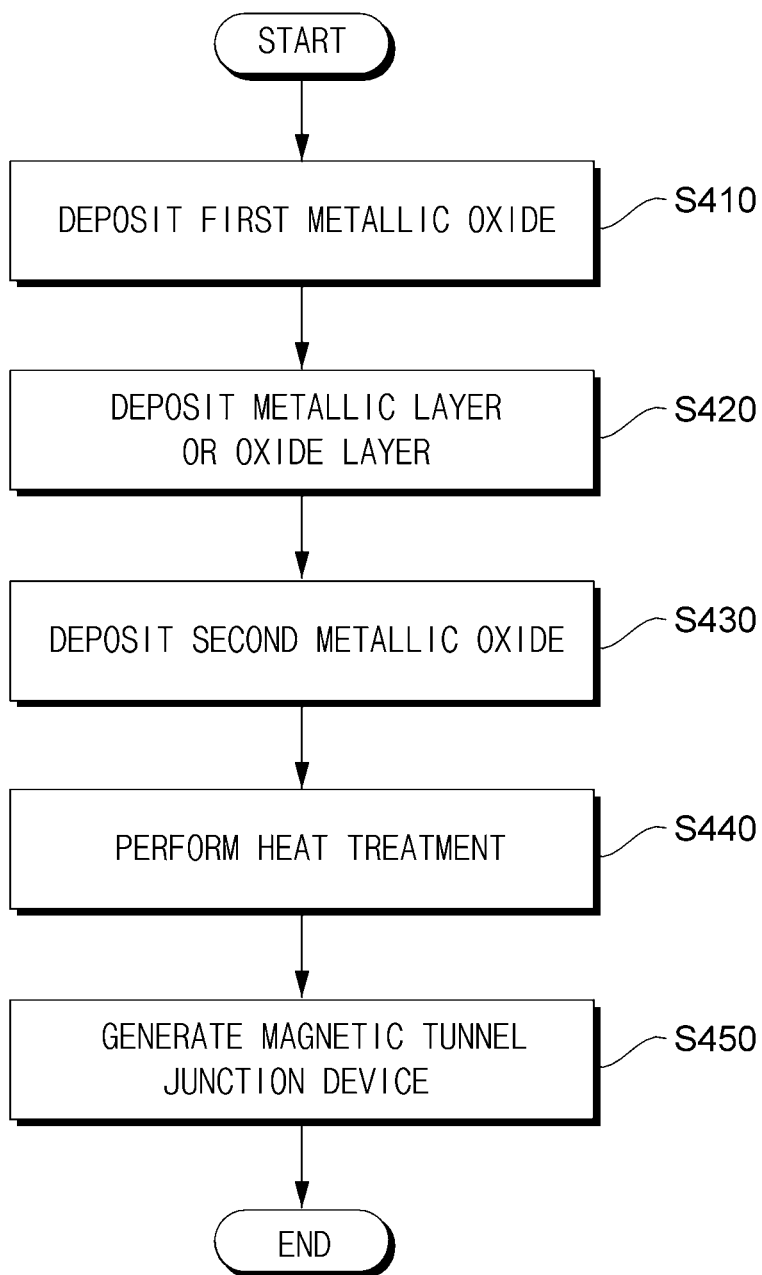 START
DEPOSIT FIRST METALLIC OXIDE
S410
DEPOSIT METALLIC LAYER
OR OXIDE LAYER
S420
DEPOSIT SECOND METALLIC OXIDE
S430
PERFORM HEAT TREATMENT
S440
GENERATE MAGNETIC TUNNEL
JUNCTION DEVICE
S450
END